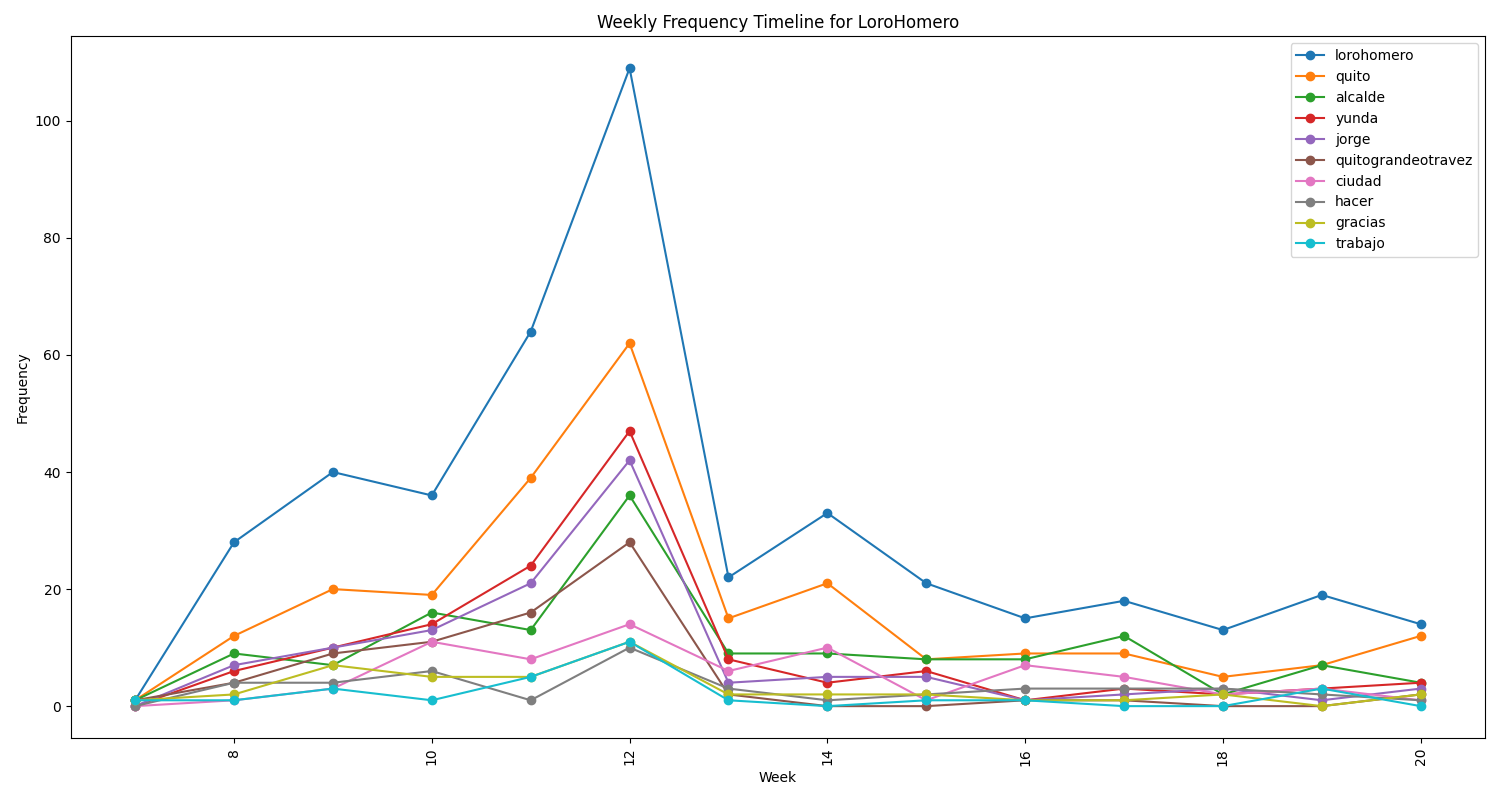 Weekly Frequency Timeline for LoroHomero
lorohomero
quito
alcalde
yunda
jorge
quitograndeotravez
ciudad
hacer
gracias
trabajo
Frequency
100
80
60
40
20
0
8
10
12
14
16
18
20
Week